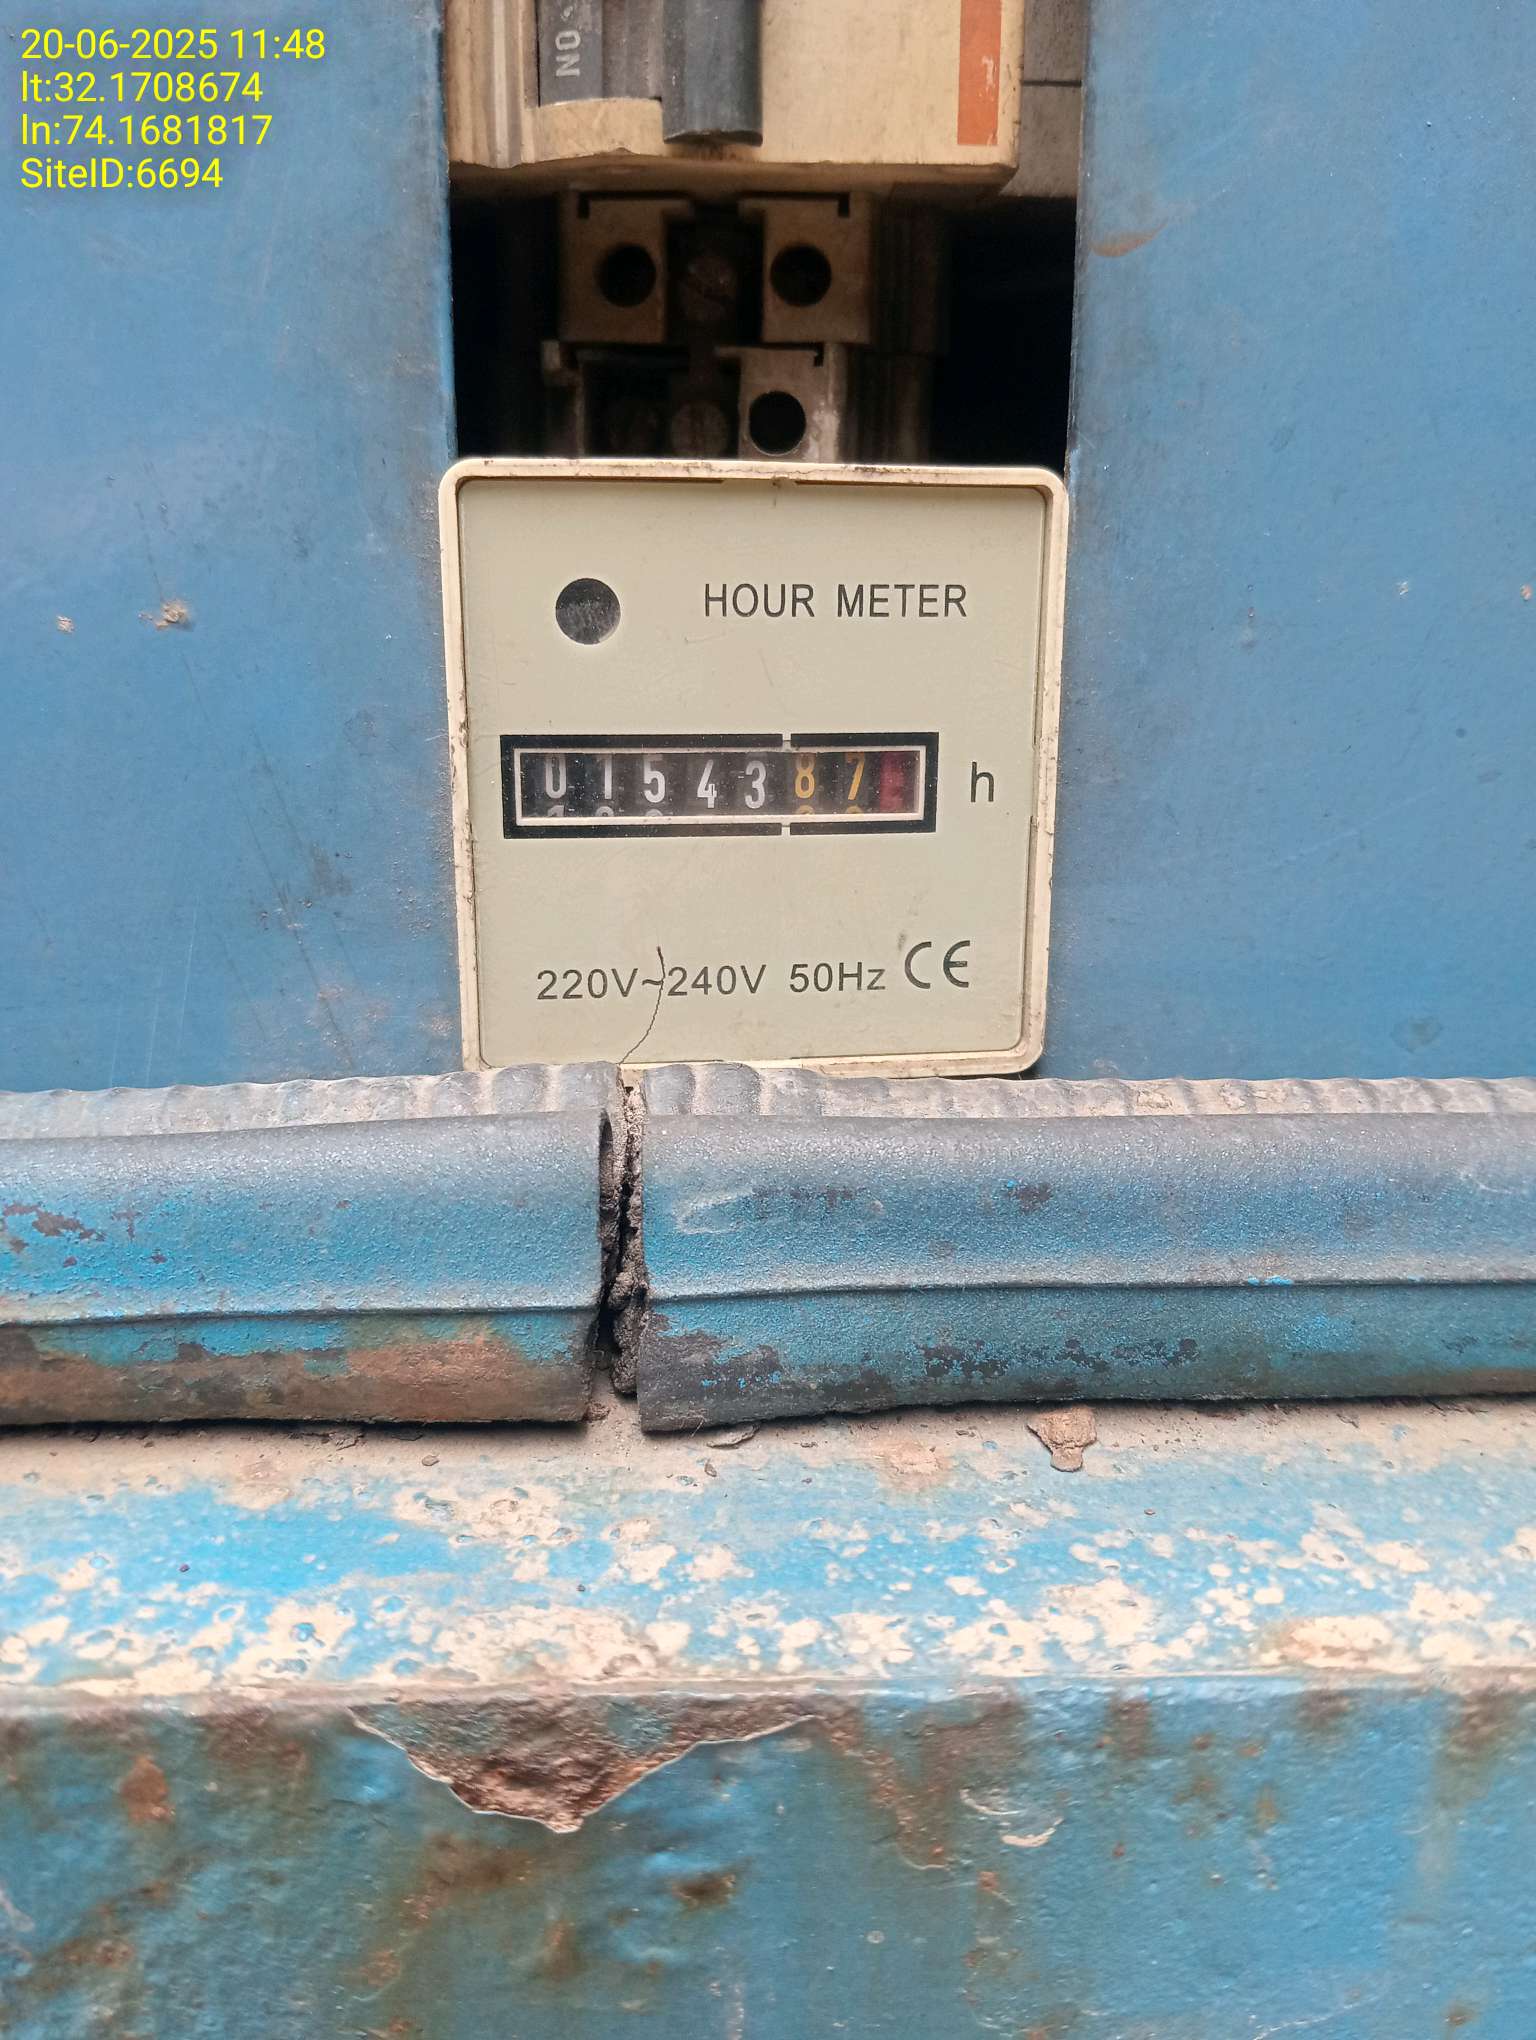 20-06-2025 11:48
lt:32.1708674
ln:74.1681817
SiteID:6694
NO
HOUR METER
0154387
h
220V~240V 50Hz CE